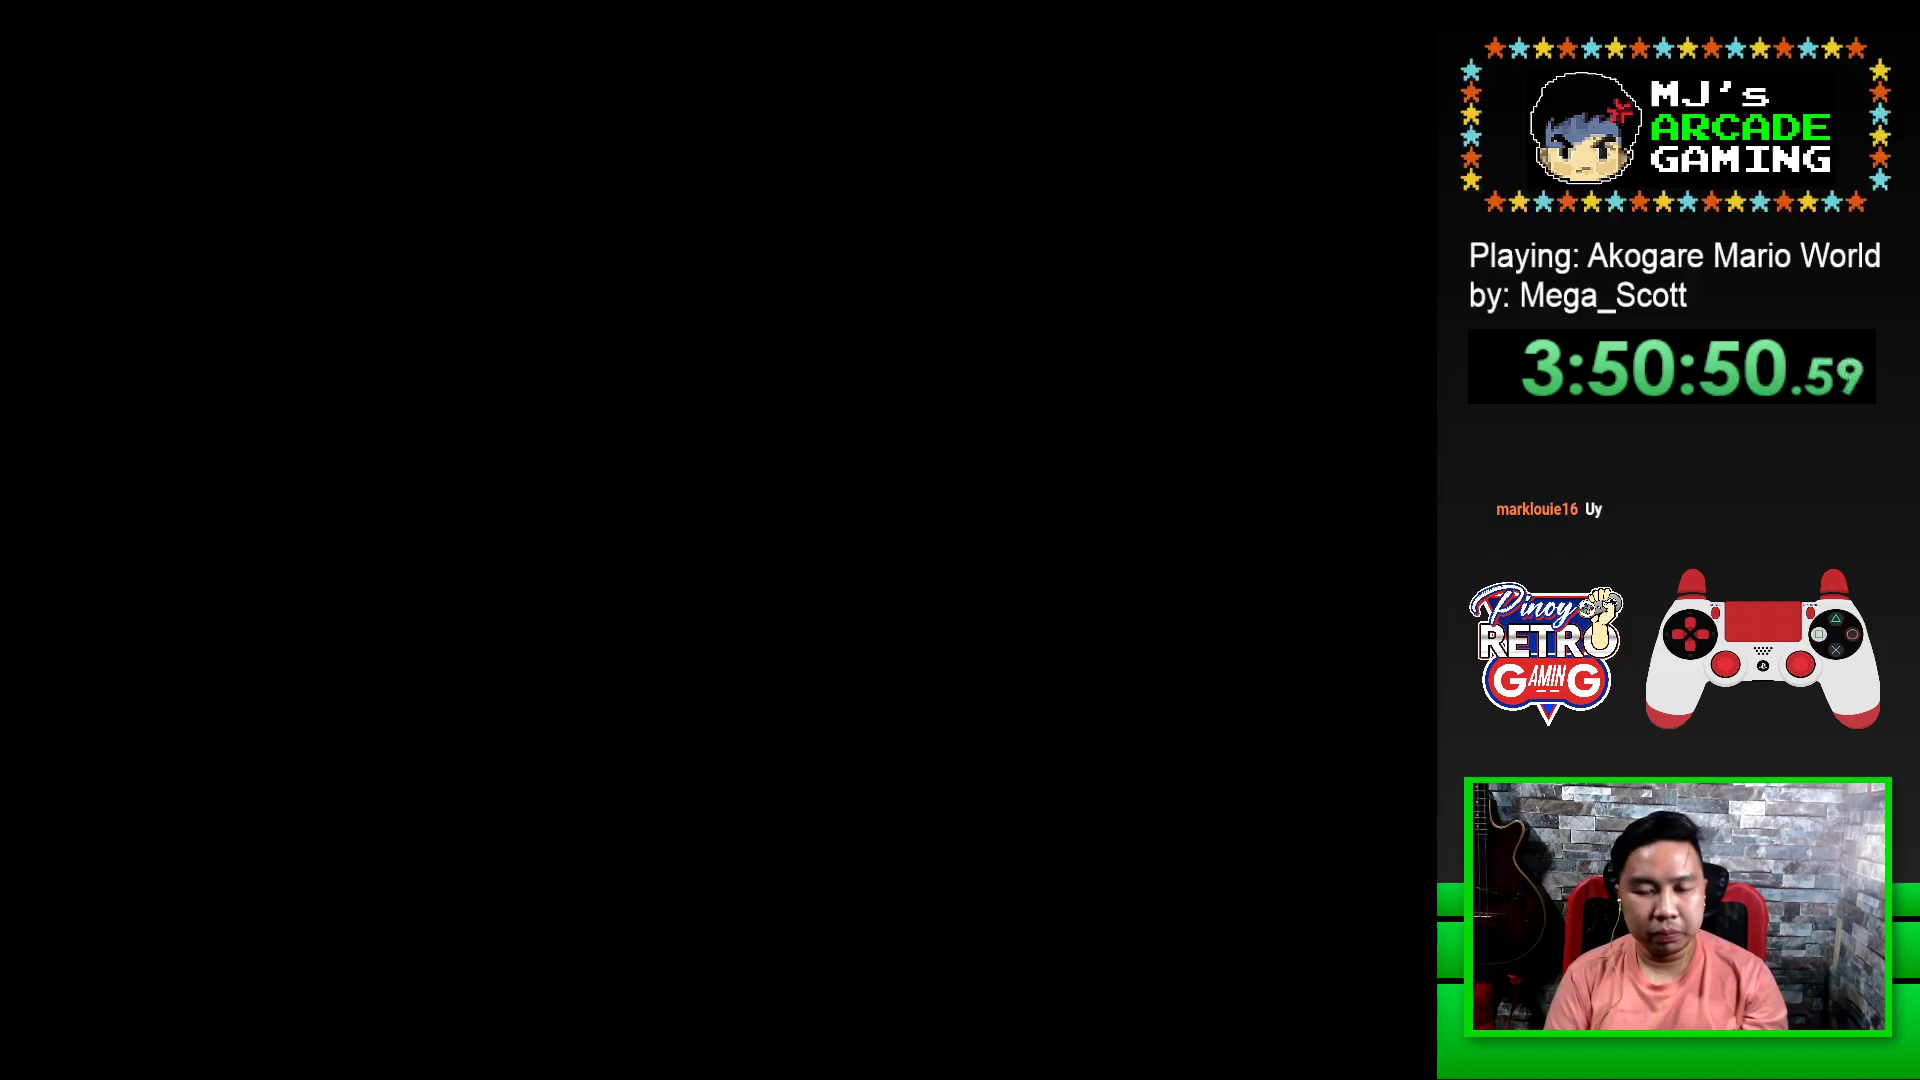 MJ's
ARCADE
GAMING
Playing: Akogare Mario World
by: Mega_Scott
3:50:50.59
marklouie16 Uy
Pinoy
RETRO
GAMING